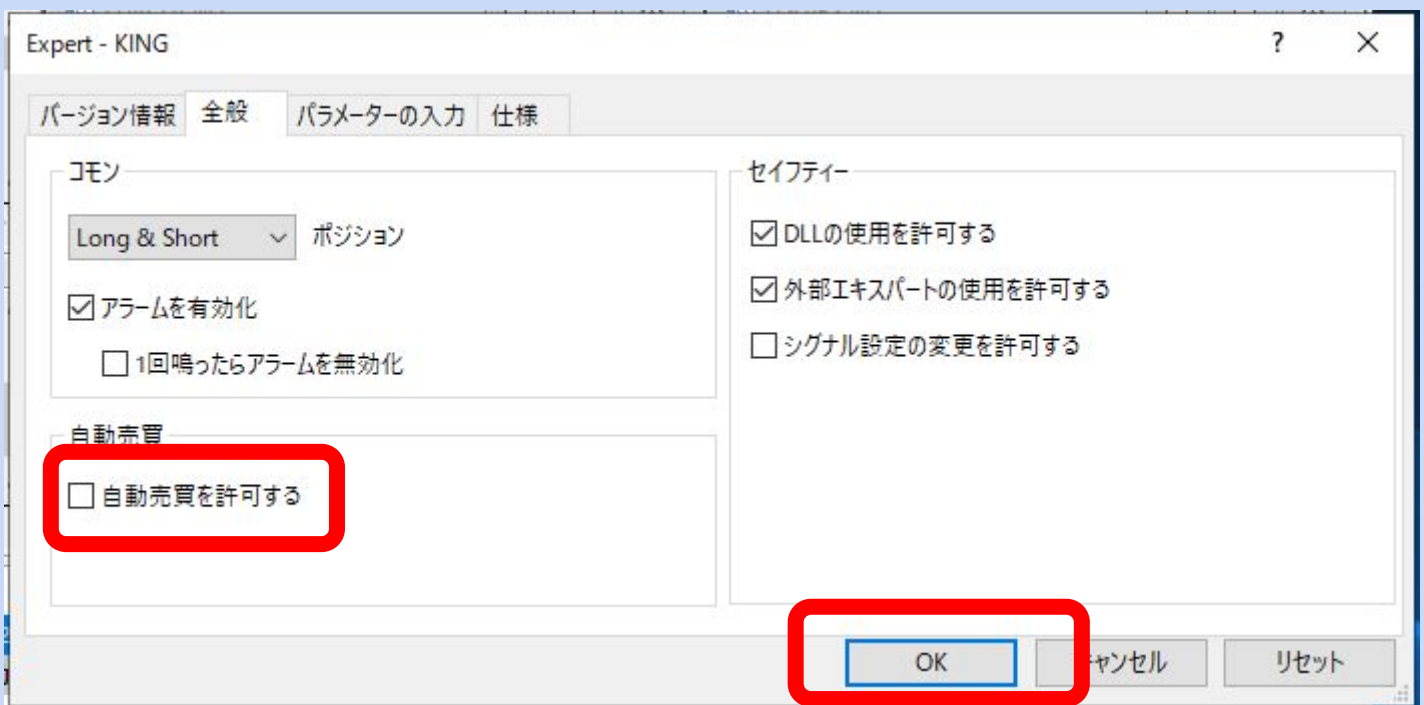 Expert - KING
バージョン情報 全般 パラメーターの入力 仕様
コモン
Long & Short ポジション
アラームを有効化
1回鳴ったらアラームを無効化
自動売買
自動売買を許可する
セイフティー
DLLの使用を許可する
外部エキスパートの使用を許可する
シグナル設定の変更を許可する
OK キャンセル リセット